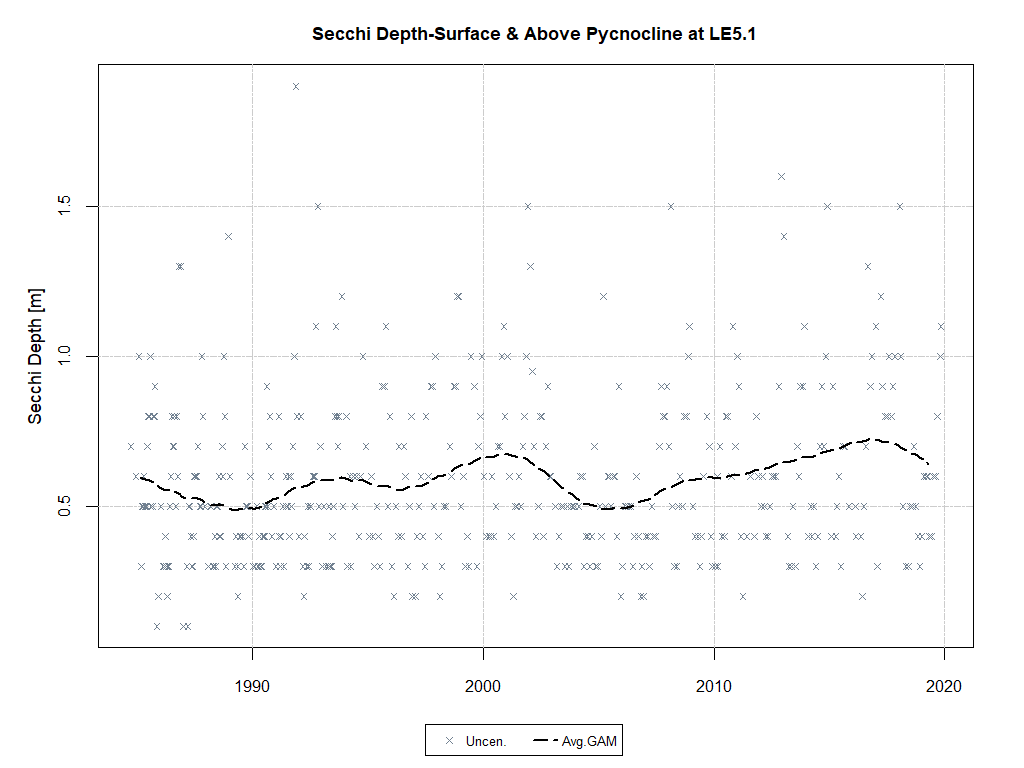 Secchi Depth-Surface & Above Pycnocline at LE5.1
Secchi Depth [m]
1.5
1.0
0.5
1990 2000 2010 2020
Uncen. Avg.GAM